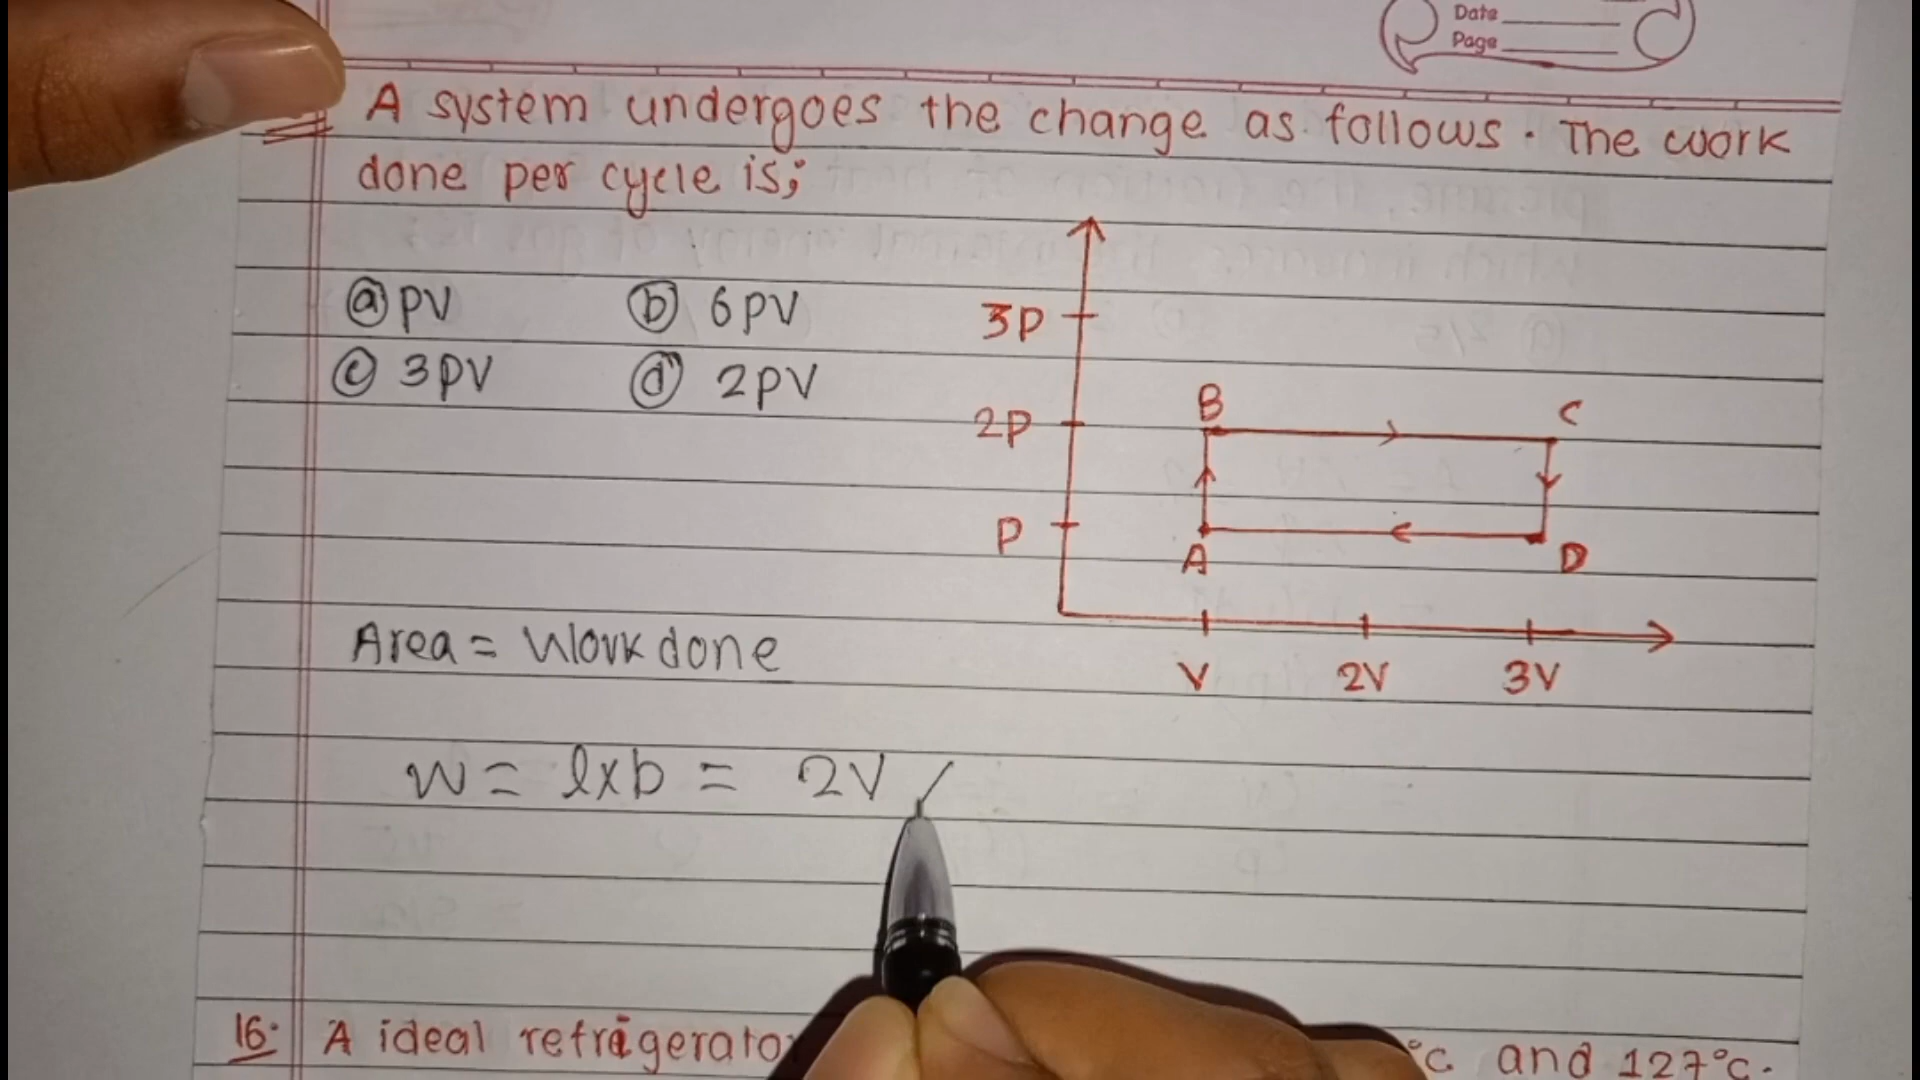 Date
Page
A system undergoes the change as follows. The work
done per cycle is;
(a) PV (b) 6PV
(c) 3PV (d) 2PV
3P
2P
P
B C
A D
V 2V 3V
Area = Work done
W = l×b = 2V
16. A ideal refrigerato °C and 127°C.